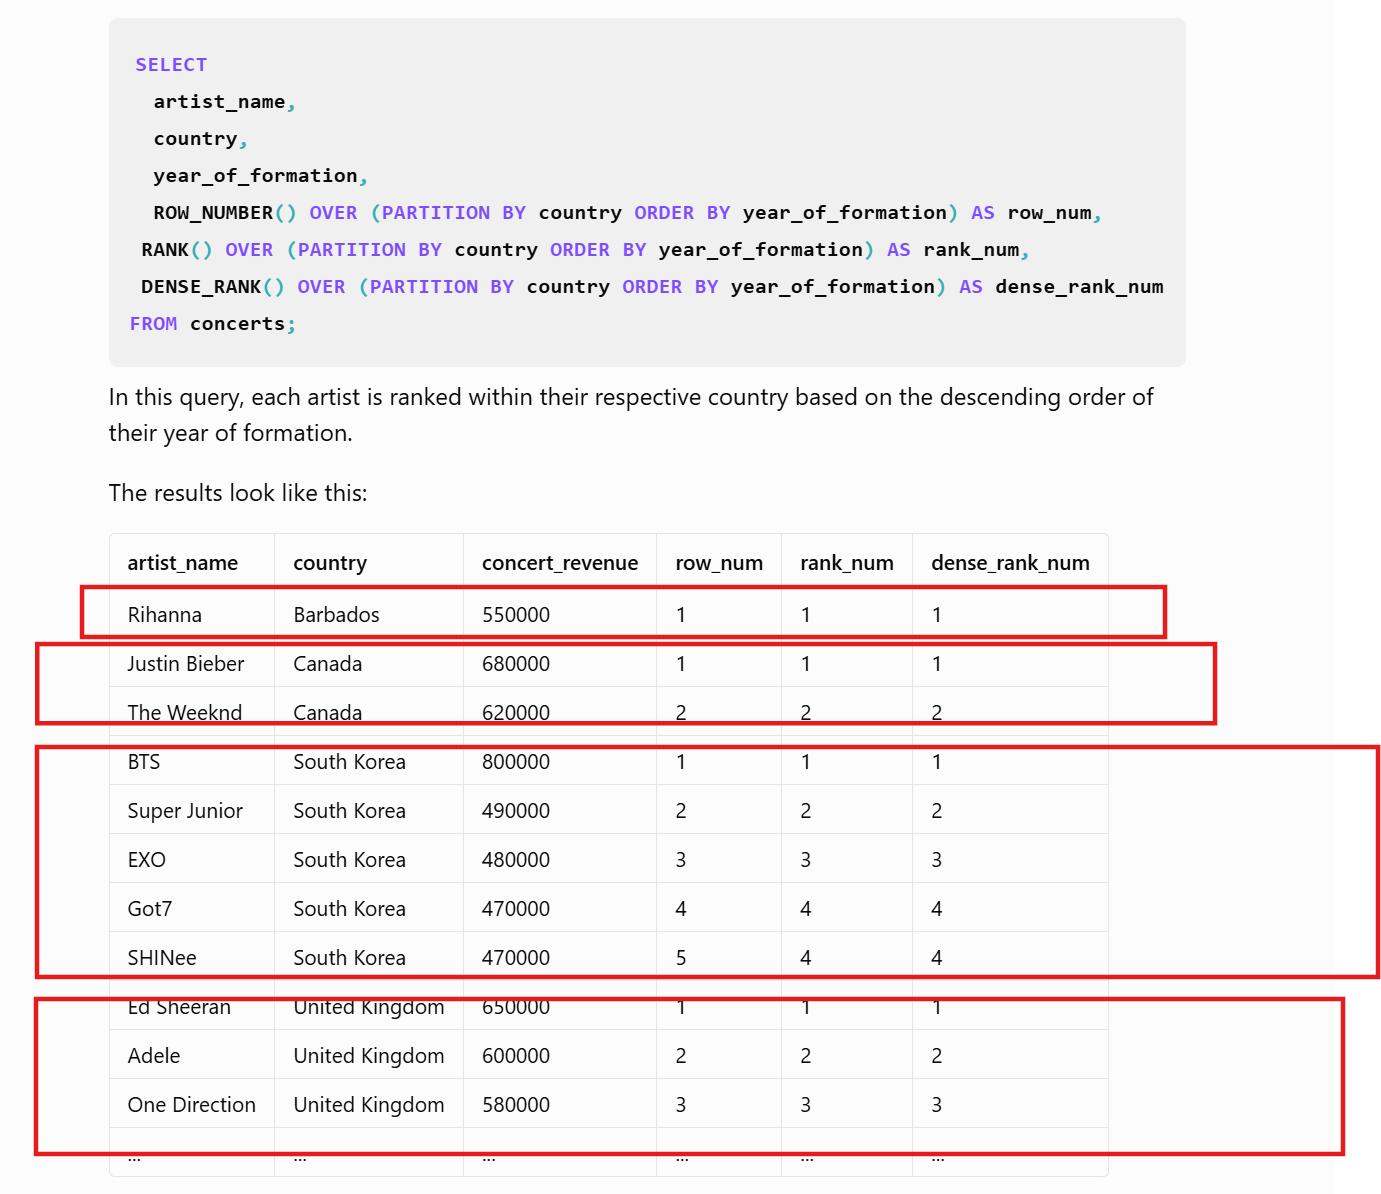 SELECT
artist_name,
country,
year_of_formation,
ROW_NUMBER() OVER (PARTITION BY country ORDER BY year_of_formation) AS row_num,
RANK() OVER (PARTITION BY country ORDER BY year_of_formation) AS rank_num,
DENSE_RANK() OVER (PARTITION BY country ORDER BY year_of_formation) AS dense_rank_num
FROM concerts;
In this query, each artist is ranked within their respective country based on the descending order of
their year of formation.
The results look like this:
artist_name country concert_revenue row_num rank_num dense_rank_num
Rihanna Barbados 550000 1 1 1
Justin Bieber Canada 680000 1 1 1
The Weeknd Canada 620000 2 2 2
BTS South Korea 800000 1 1 1
Super Junior South Korea 490000 2 2 2
EXO South Korea 480000 3 3 3
Got7 South Korea 470000 4 4 4
SHINee South Korea 470000 5 4 4
Ed Sheeran United Kingdom 650000 1 1 1
Adele United Kingdom 600000 2 2 2
One Direction United Kingdom 580000 3 3 3
... ... ... ... ... ...